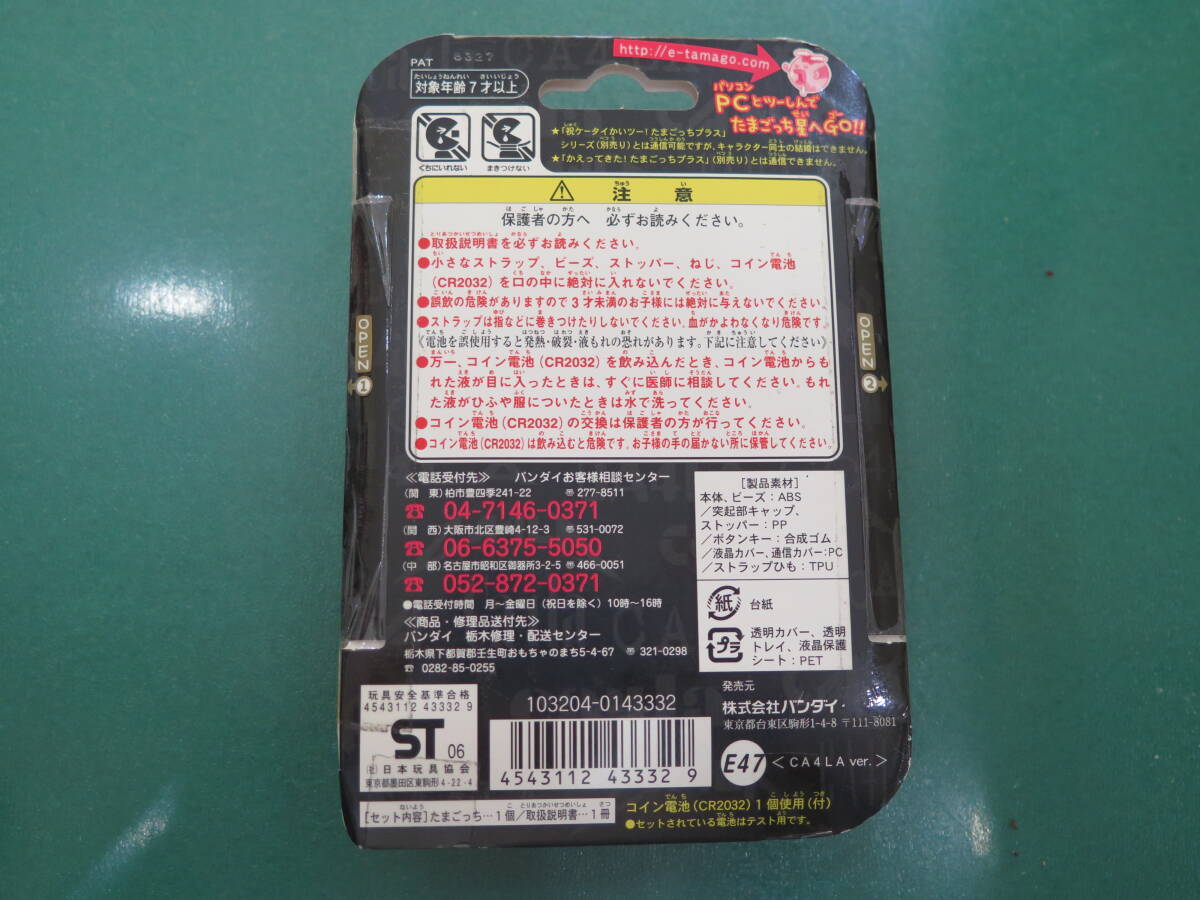 PAT 8327
対象年齢7才以上
たいしょうねんれい さいいじょう
くちにいれない
まきつけない
http://e-tamago.com
パソコン
PCとツーしんで
たまごっち星へGO!!
★「祝ケータイかいツー!たまごっちプラス」
シリーズ(別売り)とは通信可能ですが、キャラクター同士の結婚はできません。
★「かえってきた!たまごっちプラス」(別売り)とは通信できません。
⚠ 注意
保護者の方へ 必ずお読みください。
●取扱説明書を必ずお読みください。
●小さなストラップ、ビーズ、ストッパー、ねじ、コイン電池
(CR2032)を口の中に絶対に入れないでください。
●誤飲の危険がありますので3才未満のお子様には絶対に与えないでください。
●ストラップは指などに巻きつけたりしないでください。血がかよわなくなり危険です。
《電池を誤使用すると発熱・破裂・液もれの恐れがあります。下記に注意してください》
●万一、コイン電池(CR2032)を飲み込んだとき、コイン電池からも
れた液が目に入ったときは、すぐに医師に相談してください。もれ
た液がひふや服についたときは水で洗ってください。
●コイン電池(CR2032)の交換は保護者の方が行ってください。
●コイン電池(CR2032)は飲み込むと危険です。お子様の手の届かない所に保管してください。
OPEN
1
OPEN
2
≪電話受付先≫ バンダイお客様相談センター
(関 東)柏市豊四季241-22 〠277-8511
☎ 04-7146-0371
(関 西)大阪市北区豊崎4-12-3 〠531-0072
☎ 06-6375-5050
(中 部)名古屋市昭和区御器所3-2-5 〠466-0051
☎ 052-872-0371
●電話受付時間 月〜金曜日(祝日を除く)10時〜16時
≪商品・修理品送付先≫
バンダイ 栃木修理・配送センター
栃木県下都賀郡壬生町おもちゃのまち5-4-67 〠321-0298
☎ 0282-85-0255
[製品素材]
本体、ビーズ:ABS
/突起部キャップ、
ストッパー:PP
/ボタンキー:合成ゴム
/液晶カバー、通信カバー:PC
/ストラップひも:TPU
紙 台紙
プラ 透明カバー、透明
トレイ、液晶保護
シート:PET
玩具安全基準合格
4543112 43332 9
ST 06
(社)日本玩具協会
東京都墨田区東駒形4-22-4
103204-0143332
4543112 43332 9
発売元
株式会社バンダイ・
東京都台東区駒形1-4-8 〒111-8081
E47 <CA4LA ver.>
[セット内容]たまごっち…1個/取扱説明書…1冊
コイン電池(CR2032)1個使用(付)
●セットされている電池はテスト用です。